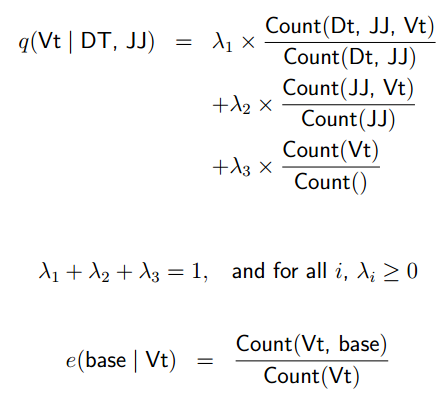 q(Vt | DT, JJ) = λ1 × Count(Dt, JJ, Vt) / Count(Dt, JJ)
+λ2 × Count(JJ, Vt) / Count(JJ)
+λ3 × Count(Vt) / Count()
λ1 + λ2 + λ3 = 1, and for all i, λi ≥ 0
e(base | Vt) = Count(Vt, base) / Count(Vt)